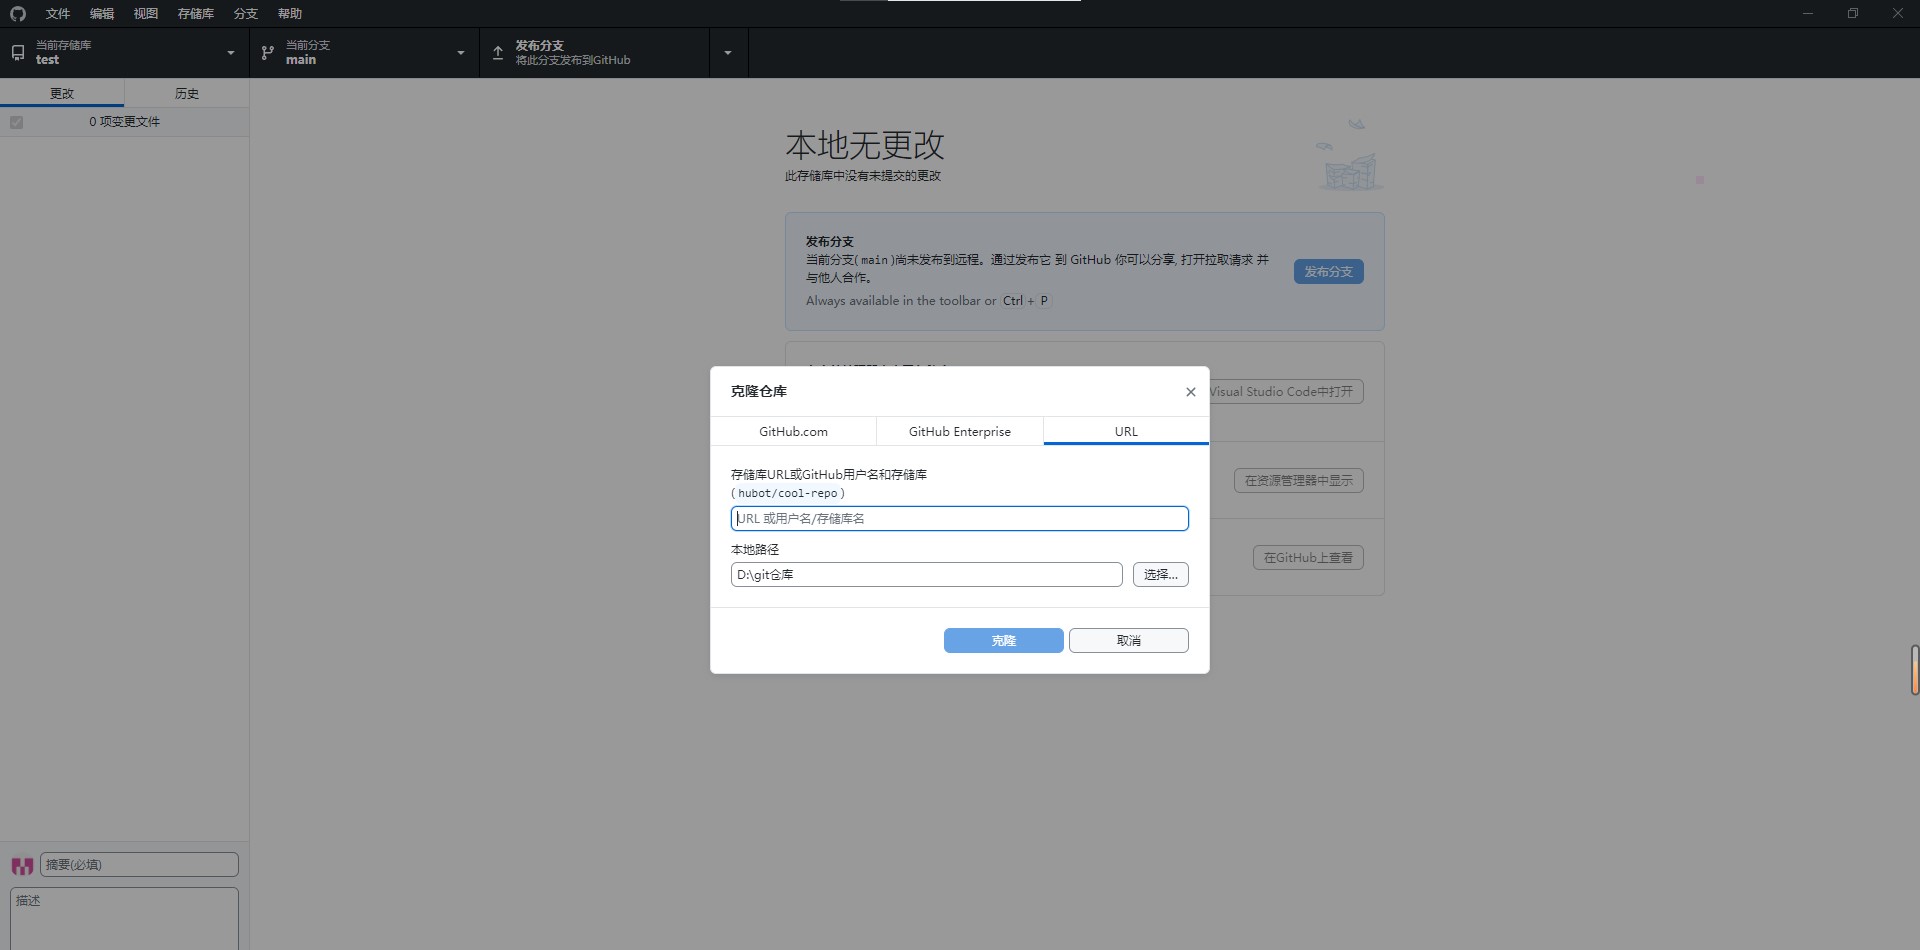 文件 编辑 视图 存储库 分支 帮助
当前存储库
test
当前分支
main
发布分支
将此分支发布到GitHub
更改 历史
0 项变更文件
本地无更改
此存储库中没有未提交的更改
发布分支
当前分支( main )尚未发布到远程。通过发布它 到 GitHub 你可以分享, 打开拉取请求 并
与他人合作。
发布分支
Always available in the toolbar or Ctrl + P
Visual Studio Code中打开
在资源管理器中显示
在GitHub上查看
克隆仓库
GitHub.com GitHub Enterprise URL
存储库URL或GitHub用户名和存储库
( hubot/cool-repo )
URL 或用户名/存储库名
本地路径
D:\git仓库
选择...
克隆 取消
摘要(必填)
描述